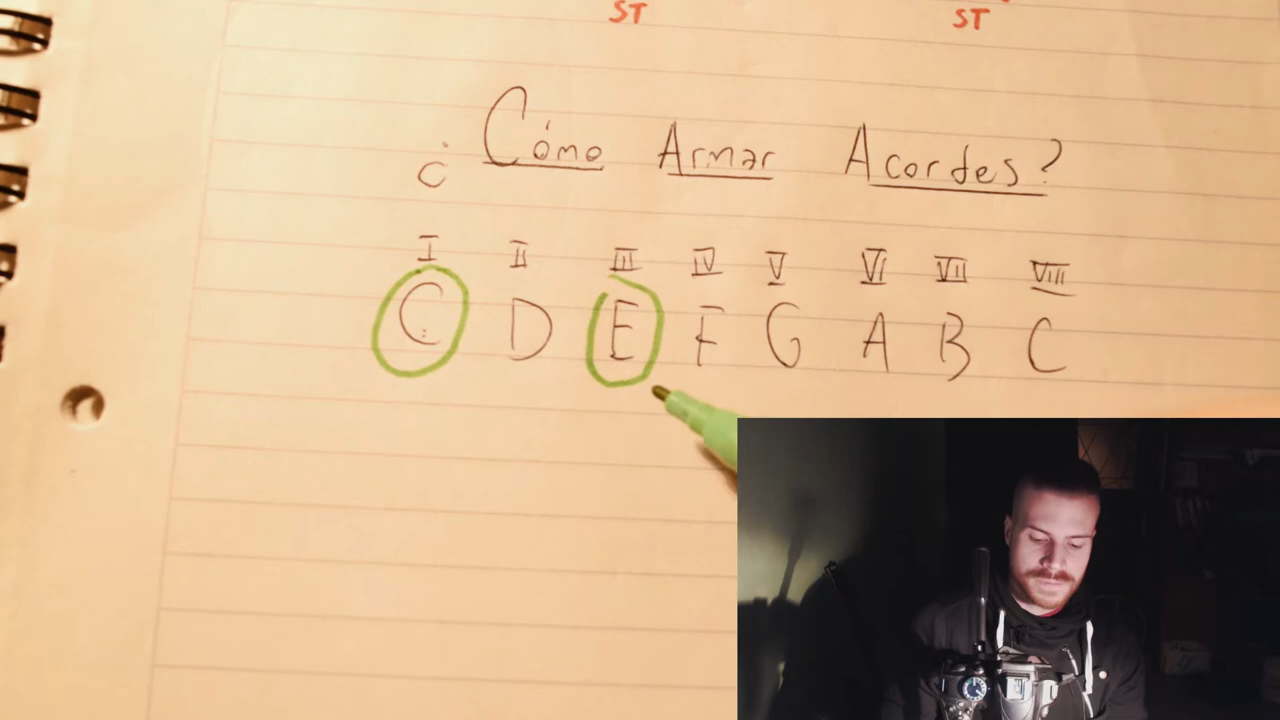 ST ST
¿Cómo Armar Acordes?
I II III IV V VI VII VIII
C D E F G A B C